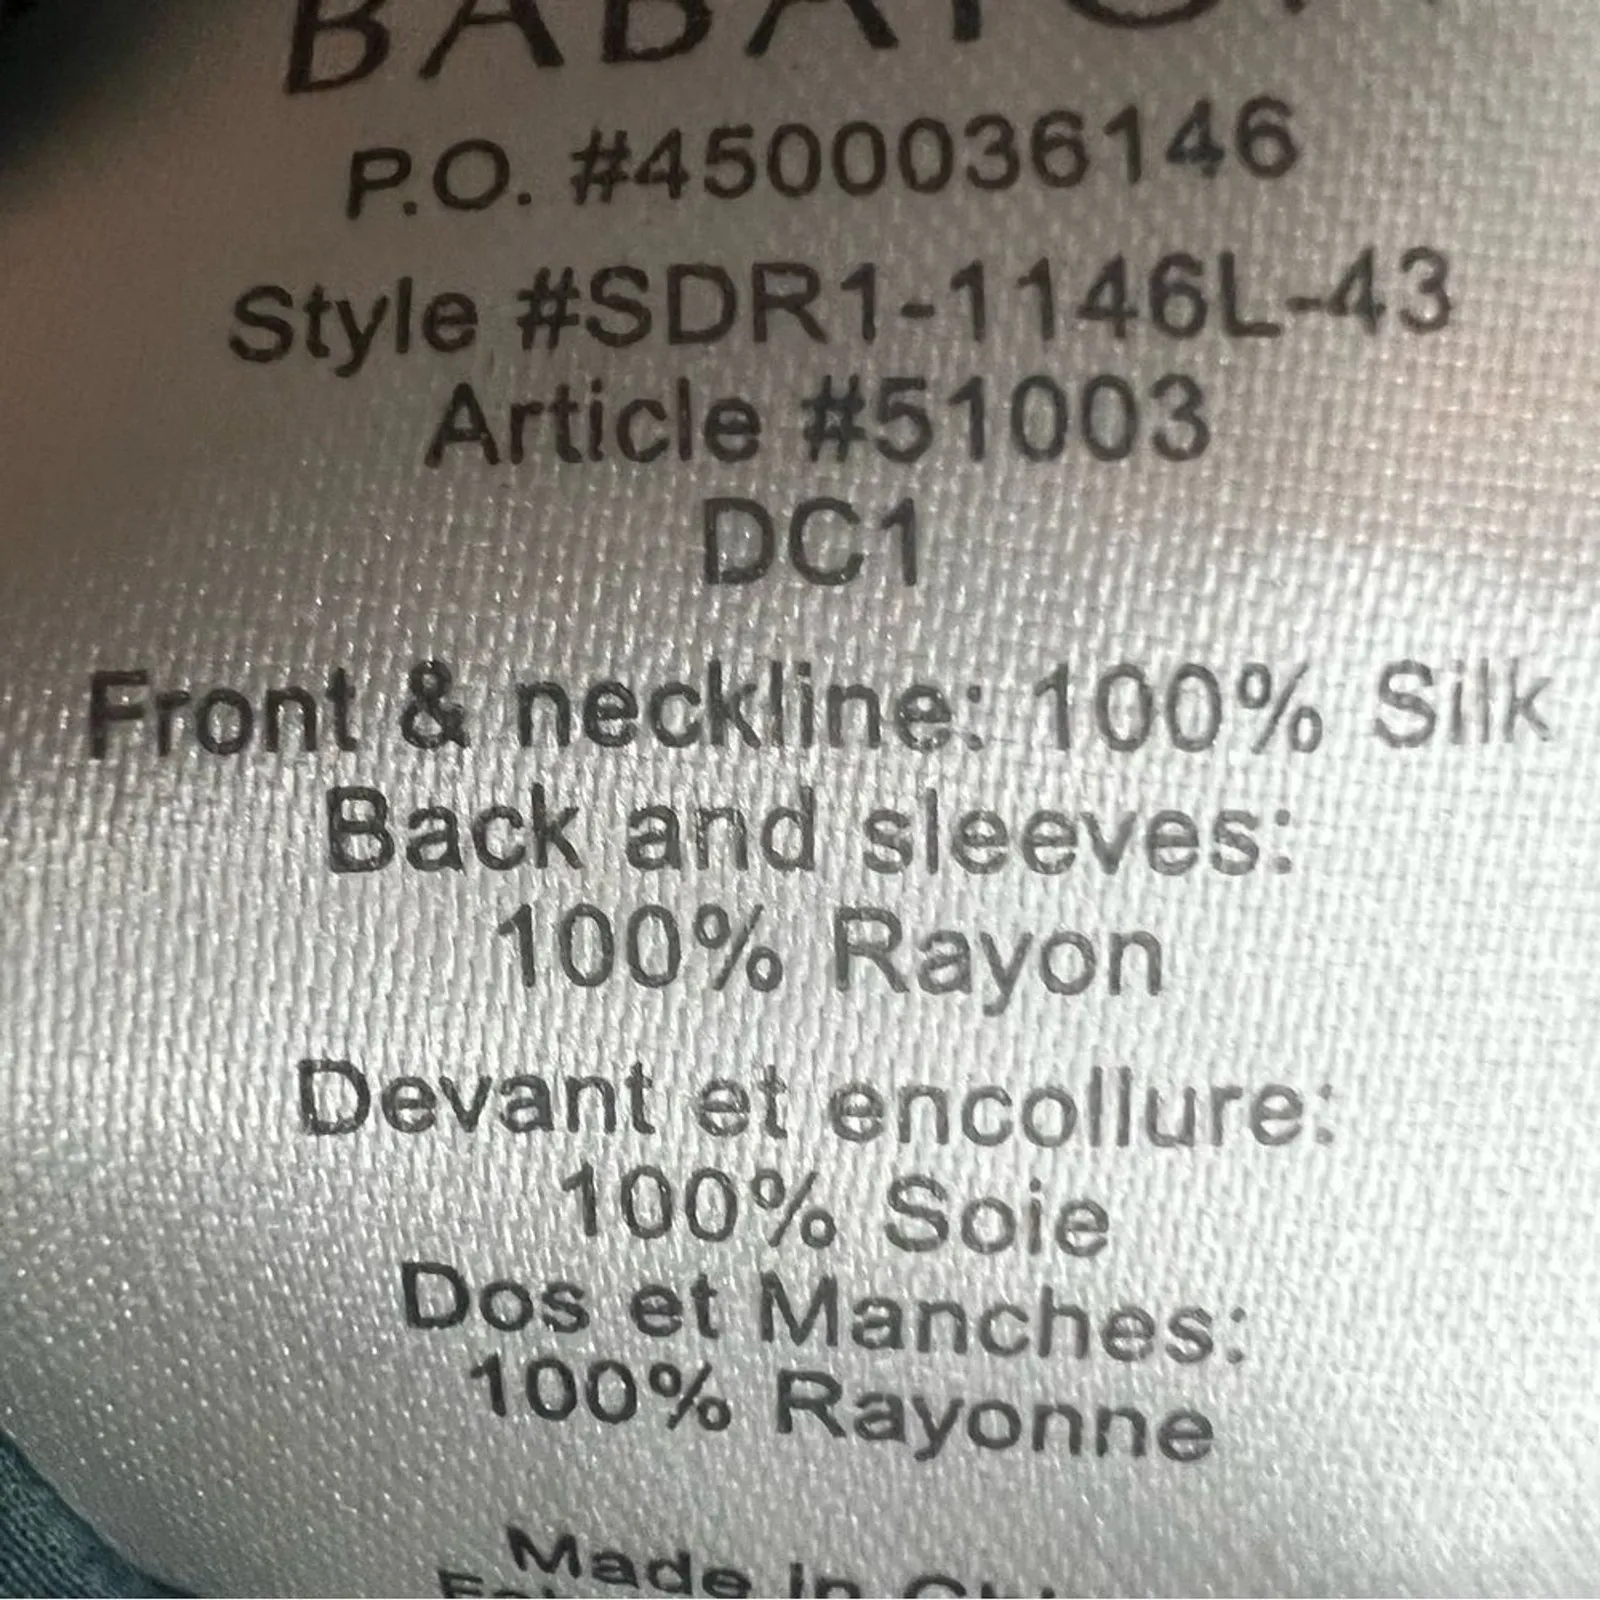 P.O. #4500036146
Style #SDR1-1146L-43
Article #51003
DC1
Front & neckline: 100% Silk
Back and sleeves:
100% Rayon
Devant et encollure:
100% Soie
Dos et Manches:
100% Rayonne
Made in